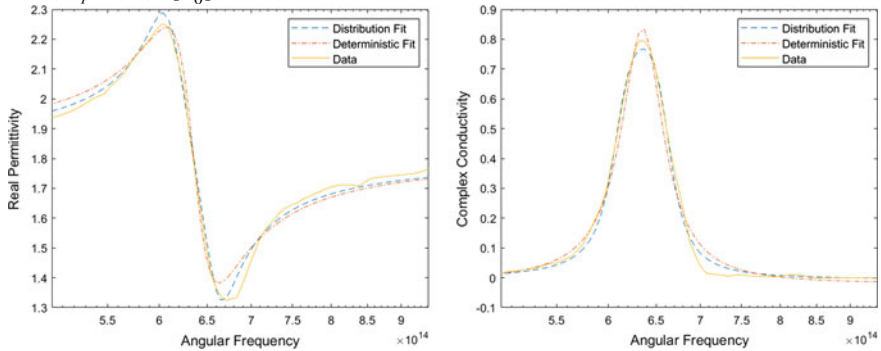 2.3
2.2
2.1
2
1.9
1.8
1.7
1.6
1.5
1.4
1.3
Real Permittivity
5.5 6 6.5 7 7.5 8 8.5 9
Angular Frequency
×10^14
Distribution Fit
Deterministic Fit
Data
0.9
0.8
0.7
0.6
0.5
0.4
0.3
0.2
0.1
0
-0.1
Complex Conductivity
5.5 6 6.5 7 7.5 8 8.5 9
Angular Frequency
×10^14
Distribution Fit
Deterministic Fit
Data